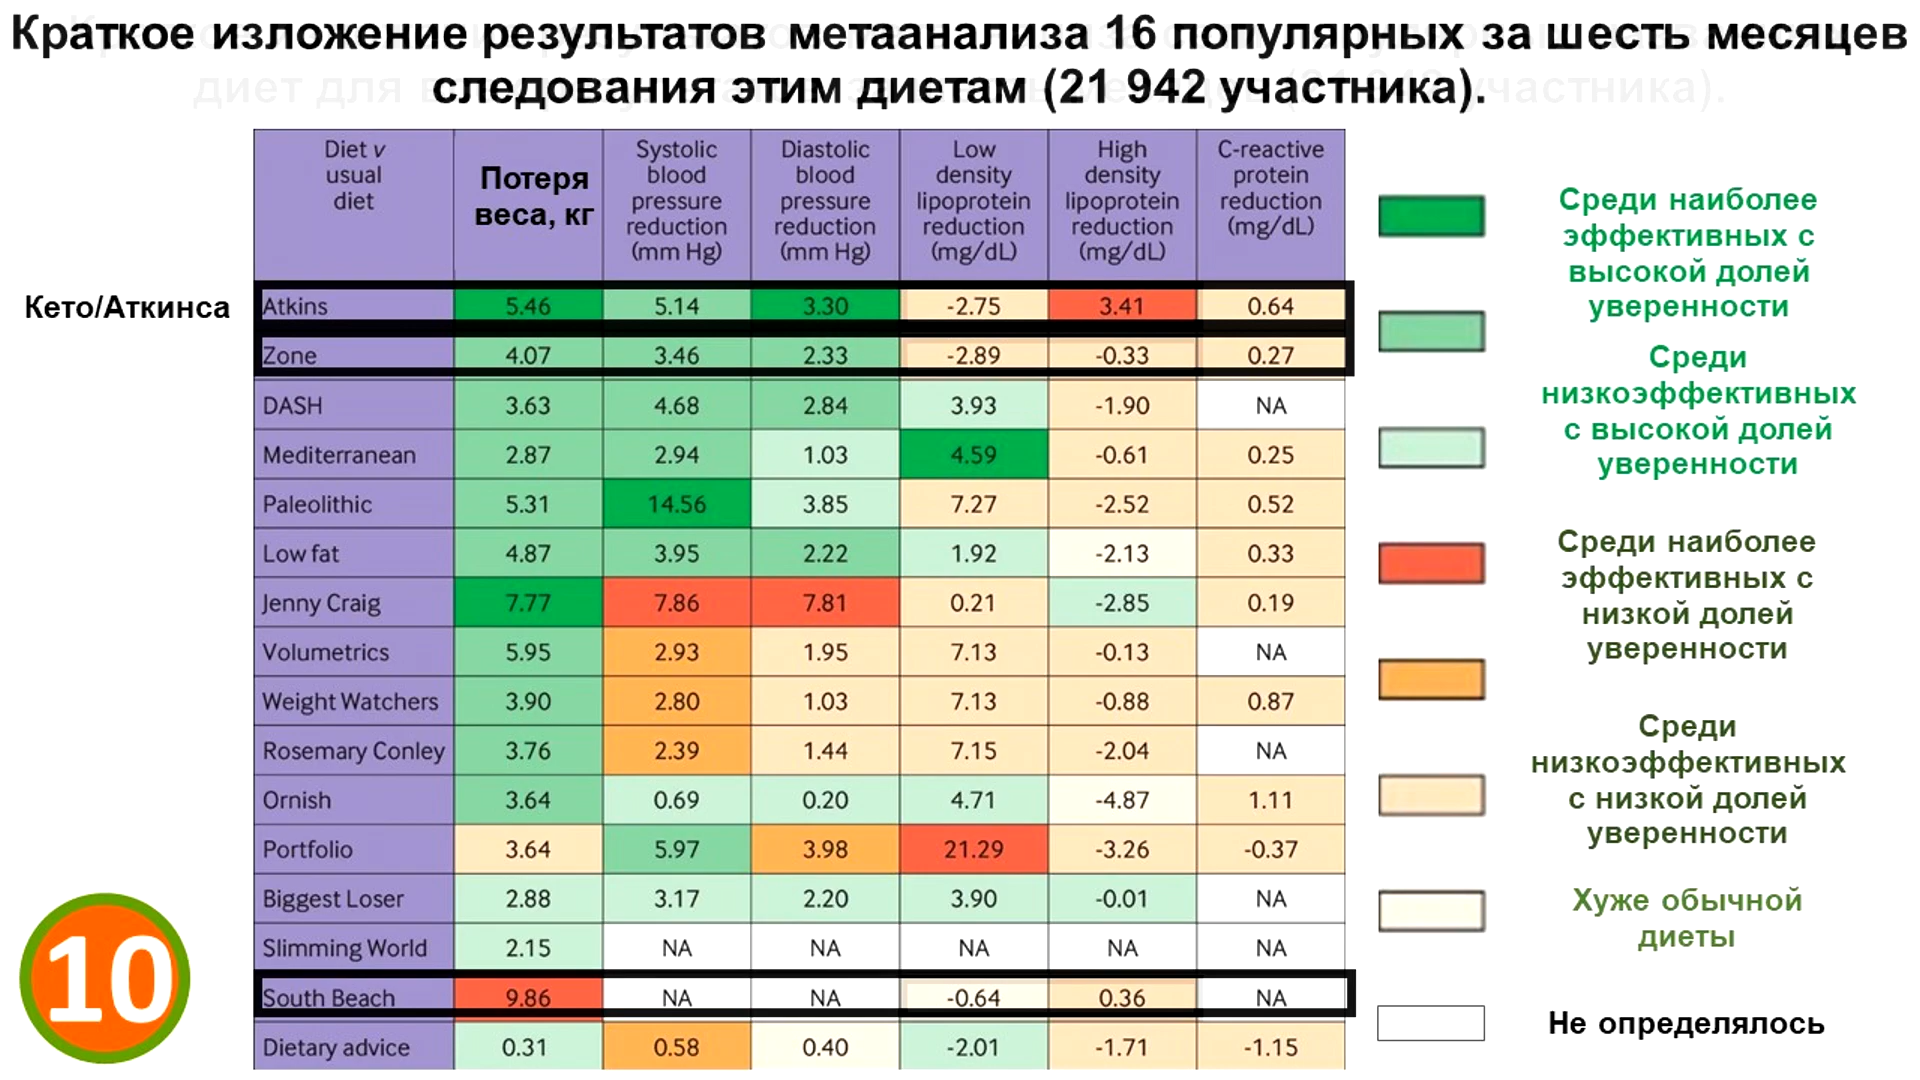 Краткое изложение результатов метаанализа 16 популярных за шесть месяцев
следования этим диетам (21 942 участника).
Diet v
usual
diet
Потеря
веса, кг
Systolic
blood
pressure
reduction
(mm Hg)
Diastolic
blood
pressure
reduction
(mm Hg)
Low
density
lipoprotein
reduction
(mg/dL)
High
density
lipoprotein
reduction
(mg/dL)
C-reactive
protein
reduction
(mg/dL)
Кето/Аткинса
Atkins 5.46 5.14 3.30 -2.75 3.41 0.64
Zone 4.07 3.46 2.33 -2.89 -0.33 0.27
DASH 3.63 4.68 2.84 3.93 -1.90 NA
Mediterranean 2.87 2.94 1.03 4.59 -0.61 0.25
Paleolithic 5.31 14.56 3.85 7.27 -2.52 0.52
Low fat 4.87 3.95 2.22 1.92 -2.13 0.33
Jenny Craig 7.77 7.86 7.81 0.21 -2.85 0.19
Volumetrics 5.95 2.93 1.95 7.13 -0.13 NA
Weight Watchers 3.90 2.80 1.03 7.13 -0.88 0.87
Rosemary Conley 3.76 2.39 1.44 7.15 -2.04 NA
Ornish 3.64 0.69 0.20 4.71 -4.87 1.11
Portfolio 3.64 5.97 3.98 21.29 -3.26 -0.37
Biggest Loser 2.88 3.17 2.20 3.90 -0.01 NA
Slimming World 2.15 NA NA NA NA NA
South Beach 9.86 NA NA -0.64 0.36 NA
Dietary advice 0.31 0.58 0.40 -2.01 -1.71 -1.15
Среди наиболее
эффективных с
высокой долей
уверенности
Среди
низкоэффективных
с высокой долей
уверенности
Среди наиболее
эффективных с
низкой долей
уверенности
Среди
низкоэффективных
с низкой долей
уверенности
Хуже обычной
диеты
Не определялось
10